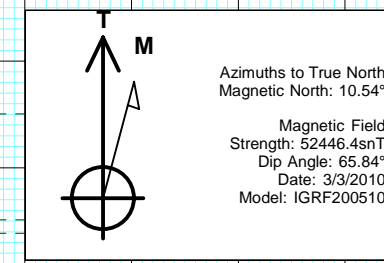 T
M
Azimuths to True North
Magnetic North: 10.54°
Magnetic Field
Strength: 52446.4snT
Dip Angle: 65.84°
Date: 3/3/2010
Model: IGRF200510